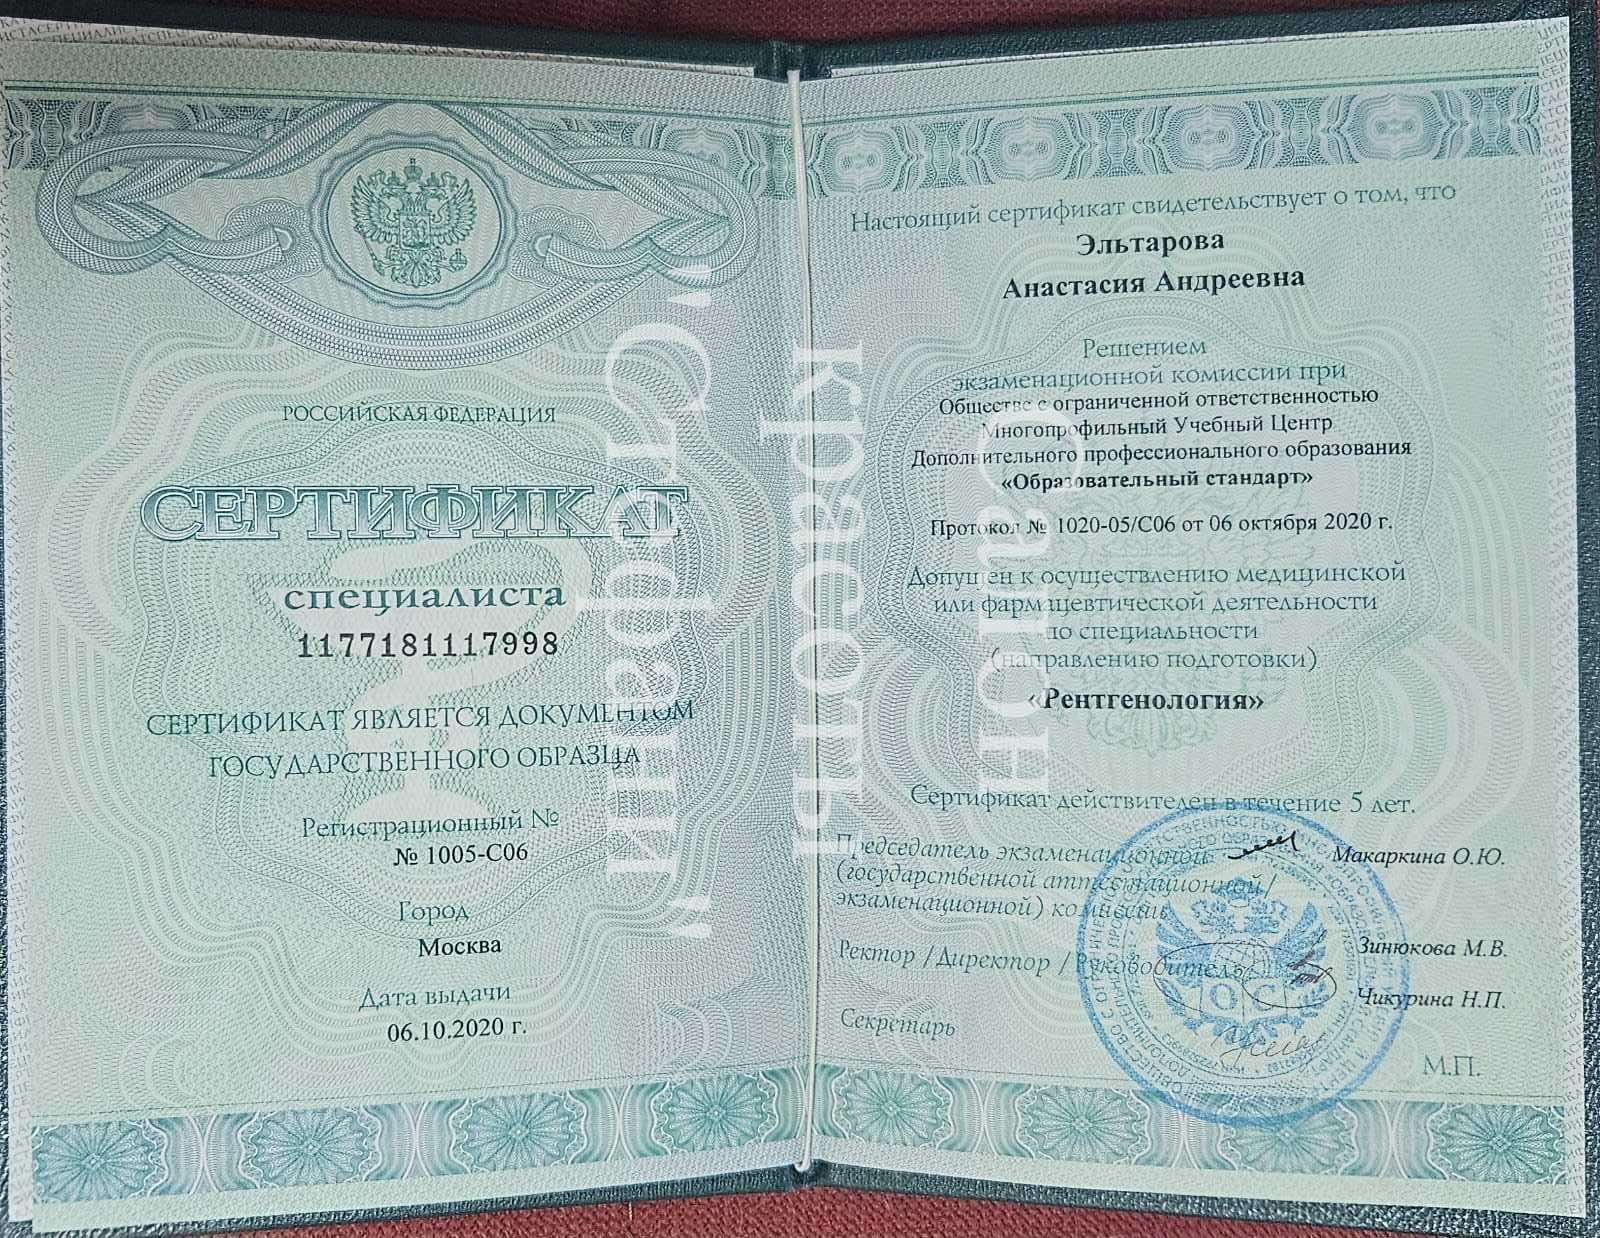 РОССИЙСКАЯ ФЕДЕРАЦИЯ
СЕРТИФИКАТ
специалиста
1177181117998
СЕРТИФИКАТ ЯВЛЯЕТСЯ ДОКУМЕНТОМ
ГОСУДАРСТВЕННОГО ОБРАЗЦА
Регистрационный №
№ 1005-С06
Город
Москва
Дата выдачи
06.10.2020 г.
Настоящий сертификат свидетельствует о том, что
Эльтарова
Анастасия Андреевна
Решением
экзаменационной комиссии при
Обществе с ограниченной ответственностью
Многопрофильный Учебный Центр
Дополнительного профессионального образования
«Образовательный стандарт»
Протокол № 1020-05/С06 от 06 октября 2020 г.
Допущен к осуществлению медицинской
или фармацевтической деятельности
по специальности
(направлению подготовки)
«Рентгенология»
Сертификат действителен в течение 5 лет.
Председатель экзаменационной
(государственной аттестационной/
экзаменационной) комиссии
Макаркина О.Ю.
Ректор /Директор /Руководитель/
Зинюкова М.В.
Чикурина Н.П.
Секретарь
М.П.
ОС
Салон
красоты
"Стефани"